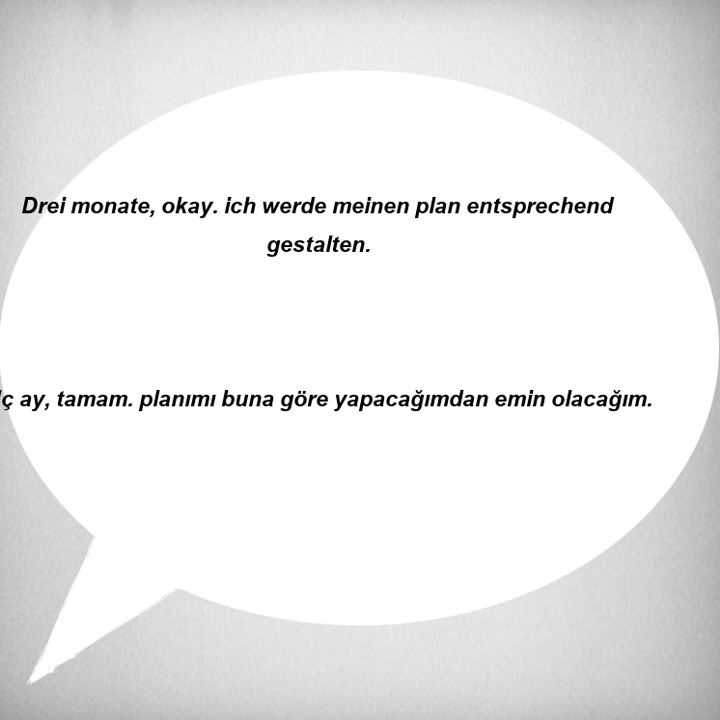 Drei monate, okay. ich werde meinen plan entsprechend
gestalten.
ay, tamam. planımı buna göre yapacağımdan emin olacağım.